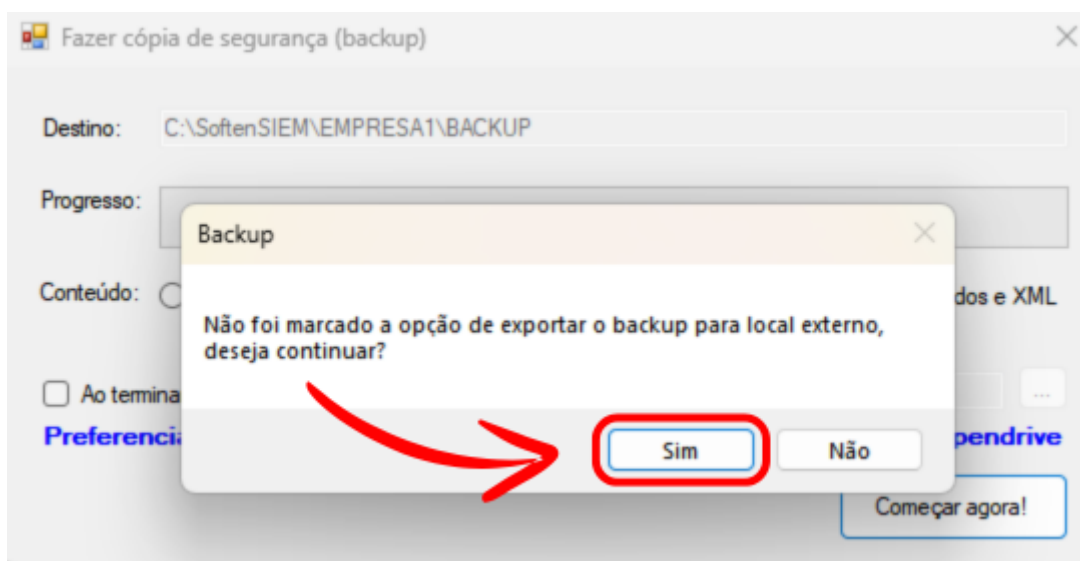 Fazer cópia de segurança (backup)
Destino: C:\SoftenSIEM\EMPRESA1\BACKUP
Progresso:
Backup
Conteúdo: dos e XML
Não foi marcado a opção de exportar o backup para local externo,
deseja continuar?
Ao termina
...
Preferencia pendrive
Sim Não
Começar agora!